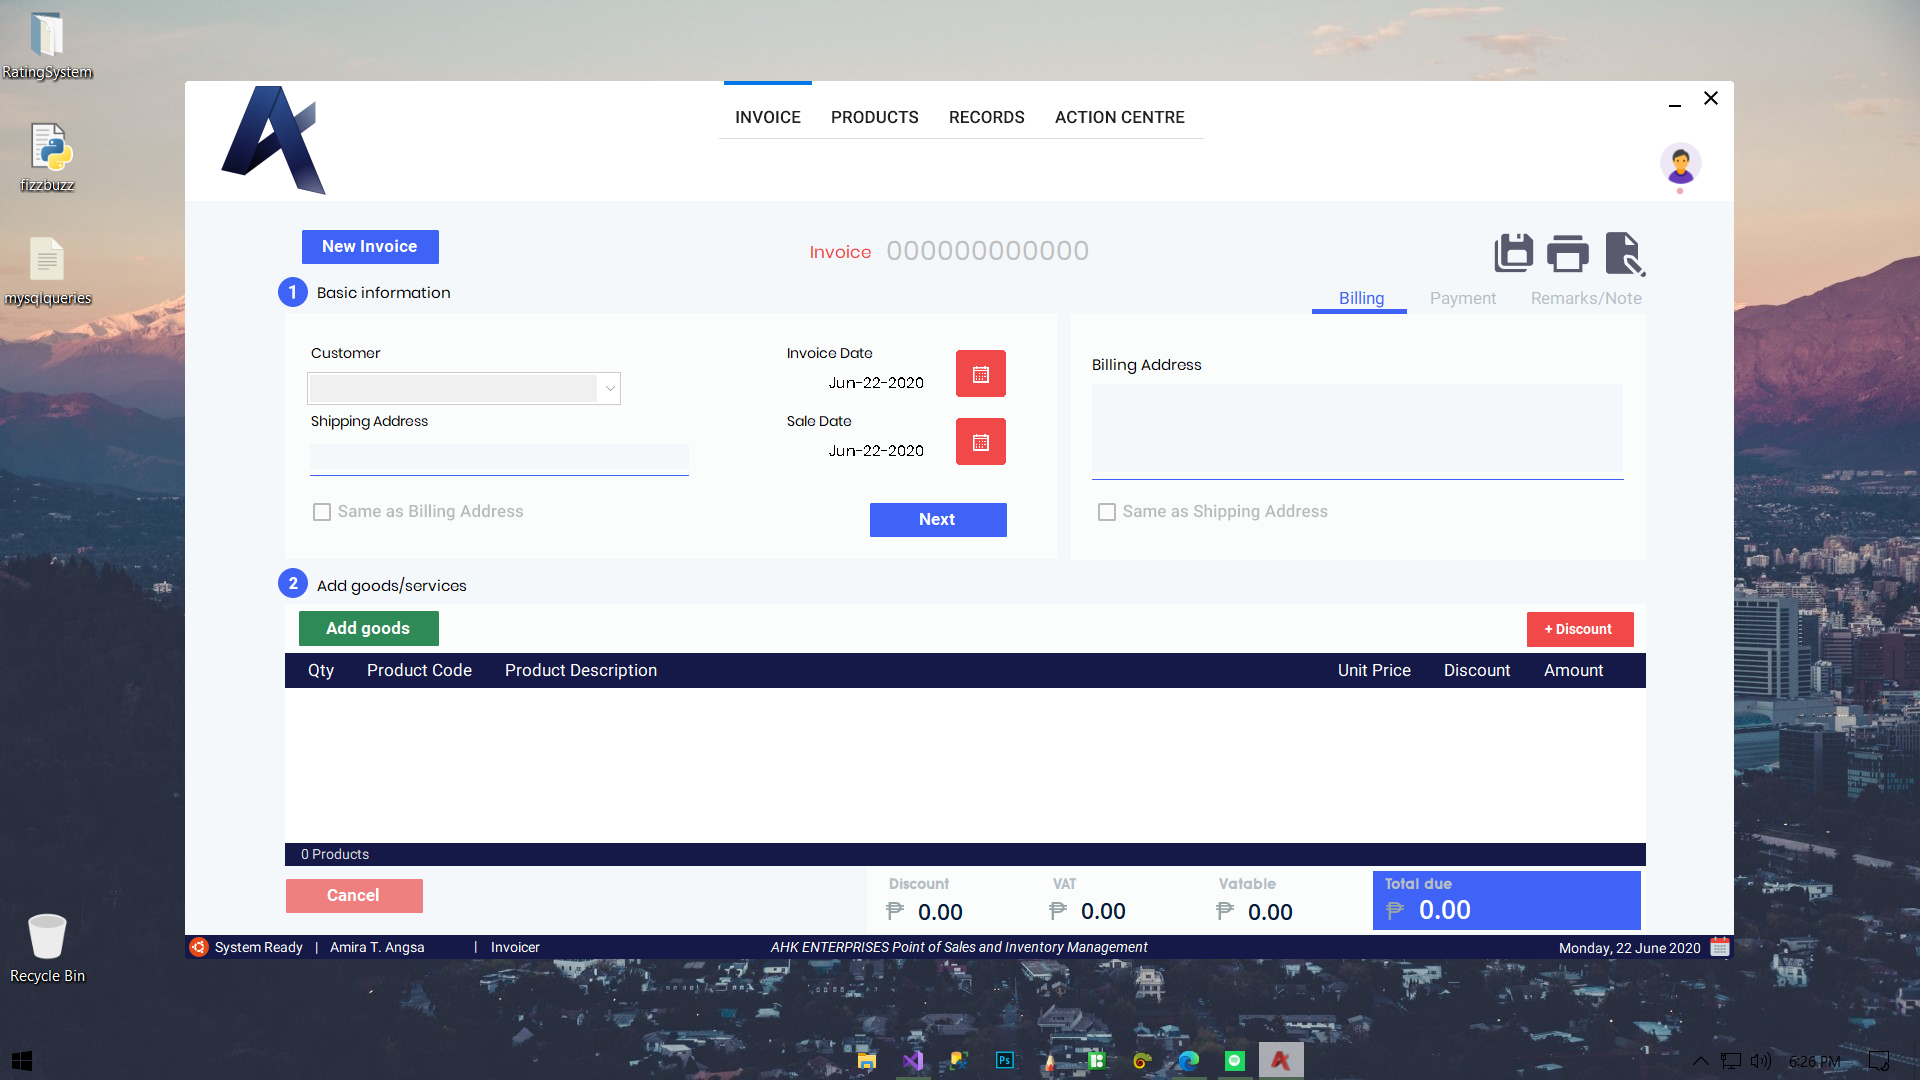 RatingSystem
fizzbuzz
mysqlqueries
Recycle Bin
INVOICE PRODUCTS RECORDS ACTION CENTRE
New Invoice
Invoice 000000000000
1 Basic information
Billing Payment Remarks/Note
Customer
Invoice Date
Jun-22-2020
Shipping Address
Sale Date
Jun-22-2020
Same as Billing Address
Next
Billing Address
Same as Shipping Address
2 Add goods/services
Add goods
+ Discount
Qty Product Code Product Description Unit Price Discount Amount
0 Products
Cancel
Discount
₱ 0.00
VAT
₱ 0.00
Vatable
₱ 0.00
Total due
₱ 0.00
System Ready | Amira T. Angsa | Invoicer
AHK ENTERPRISES Point of Sales and Inventory Management
Monday, 22 June 2020
Ps
6:26 PM